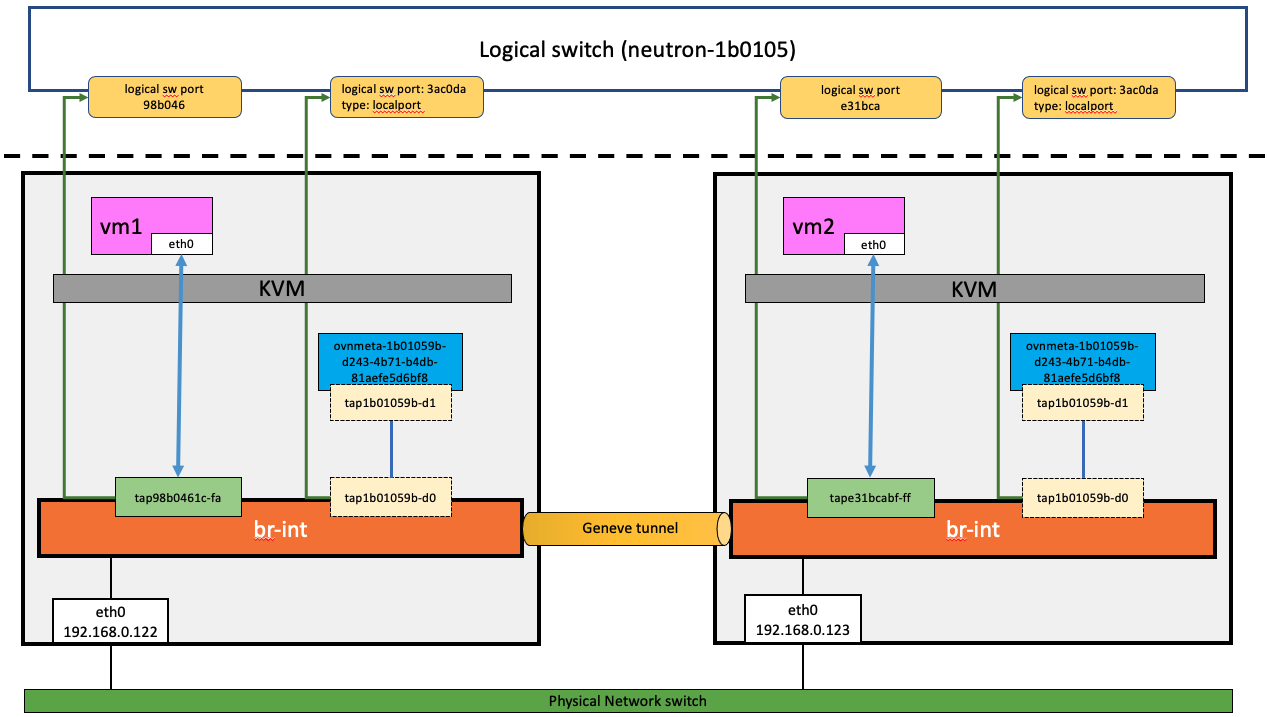 Logical switch (neutron-1b0105)
logical sw port
98b046
logical sw port: 3ac0da
type: localport
logical sw port
e31bca
logical sw port: 3ac0da
type: localport
vm1
eth0
KVM
ovnmeta-1b01059b-
d243-4b71-b4db-
81aefe5d6bf8
tap1b01059b-d1
tap98b0461c-fa
tap1b01059b-d0
br-int
eth0
192.168.0.122
Geneve tunnel
vm2
eth0
KVM
ovnmeta-1b01059b-
d243-4b71-b4db-
81aefe5d6bf8
tap1b01059b-d1
tape31bcabf-ff
tap1b01059b-d0
br-int
eth0
192.168.0.123
Physical Network switch